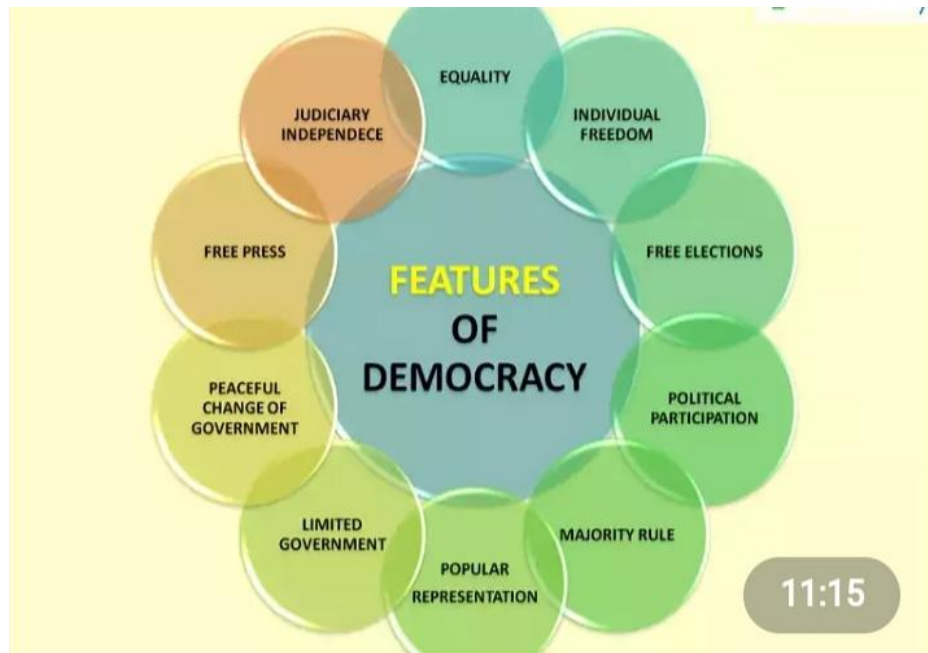 EQUALITY
INDIVIDUAL
FREEDOM
FREE ELECTIONS
POLITICAL
PARTICIPATION
MAJORITY RULE
POPULAR
REPRESENTATION
LIMITED
GOVERNMENT
PEACEFUL
CHANGE OF
GOVERNMENT
FREE PRESS
JUDICIARY
INDEPENDECE
FEATURES
OF
DEMOCRACY
11:15